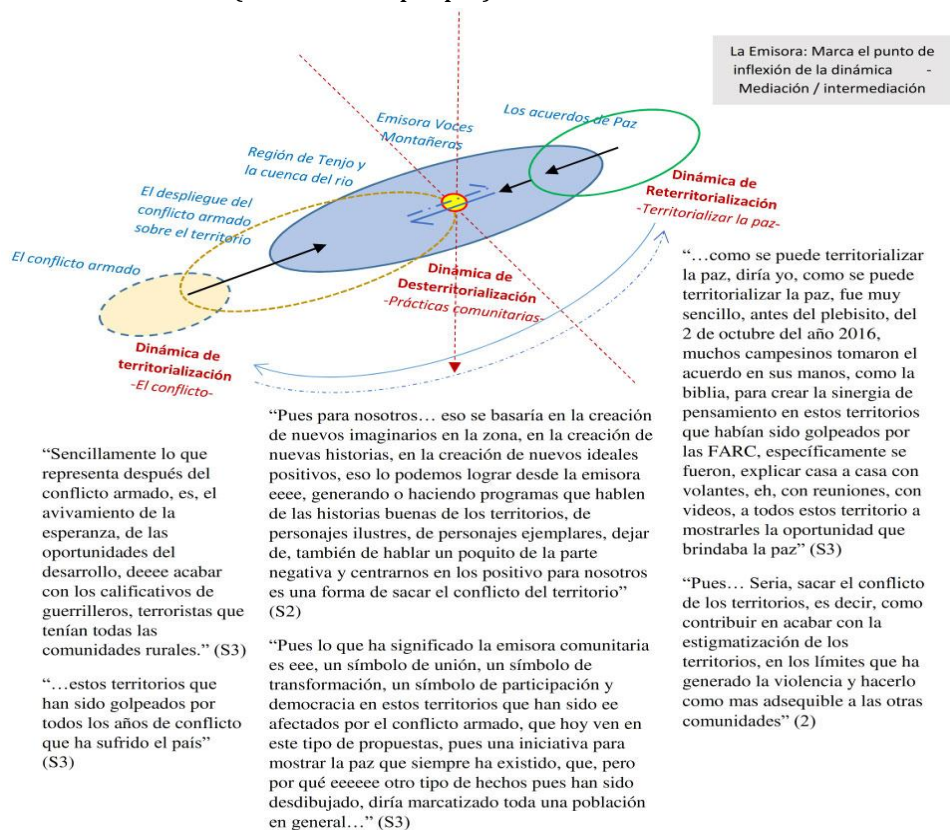 La Emisora: Marca el punto de
inflexión de la dinámica -
Mediación / intermediación
Los acuerdos de Paz
Emisora Voces
Montañeras
Región de Tenjo y
la cuenca del rio
El despliegue del
conflicto armado
sobre el territorio
El conflicto armado
Dinámica de
Reterritorialización
-Territorializar la paz-
Dinámica de
Desterritorialización
-Prácticas comunitarias-
Dinámica de
territorialización
-El conflicto-
“Sencillamente lo que
representa después del
conflicto armado, es, el
avivamiento de la
esperanza, de las
oportunidades del
desarrollo, deeee acabar
con los calificativos de
guerrilleros, terroristas que
tenían todas las
comunidades rurales.” (S3)
“…estos territorios que
han sido golpeados por
todos los años de conflicto
que ha sufrido el país”
(S3)
“Pues para nosotros… eso se basaría en la creación
de nuevos imaginarios en la zona, en la creación de
nuevas historias, en la creación de nuevos ideales
positivos, eso lo podemos lograr desde la emisora
eeee, generando o haciendo programas que hablen
de las historias buenas de los territorios, de
personajes ilustres, de personajes ejemplares, dejar
de, también de hablar un poquito de la parte
negativa y centrarnos en los positivo para nosotros
es una forma de sacar el conflicto del territorio”
(S2)
“Pues lo que ha significado la emisora comunitaria
es eee, un símbolo de unión, un símbolo de
transformación, un símbolo de participación y
democracia en estos territorios que han sido ee
afectados por el conflicto armado, que hoy ven en
este tipo de propuestas, pues una iniciativa para
mostrar la paz que siempre ha existido, que, pero
por qué eeeeee otro tipo de hechos pues han sido
desdibujado, diría marcatizado toda una población
en general…” (S3)
“…como se puede territorializar
la paz, diría yo, como se puede
territorializar la paz, fue muy
sencillo, antes del plebisito, del
2 de octubre del año 2016,
muchos campesinos tomaron el
acuerdo en sus manos, como la
biblia, para crear la sinergia de
pensamiento en estos territorios
que habían sido golpeados por
las FARC, específicamente se
fueron, explicar casa a casa con
volantes, eh, con reuniones, con
videos, a todos estos territorio a
mostrarles la oportunidad que
brindaba la paz” (S3)
“Pues… Seria, sacar el conflicto
de los territorios, es decir, como
contribuir en acabar con la
estigmatización de los
territorios, en los límites que ha
generado la violencia y hacerlo
como mas adsequible a las otras
comunidades” (2)